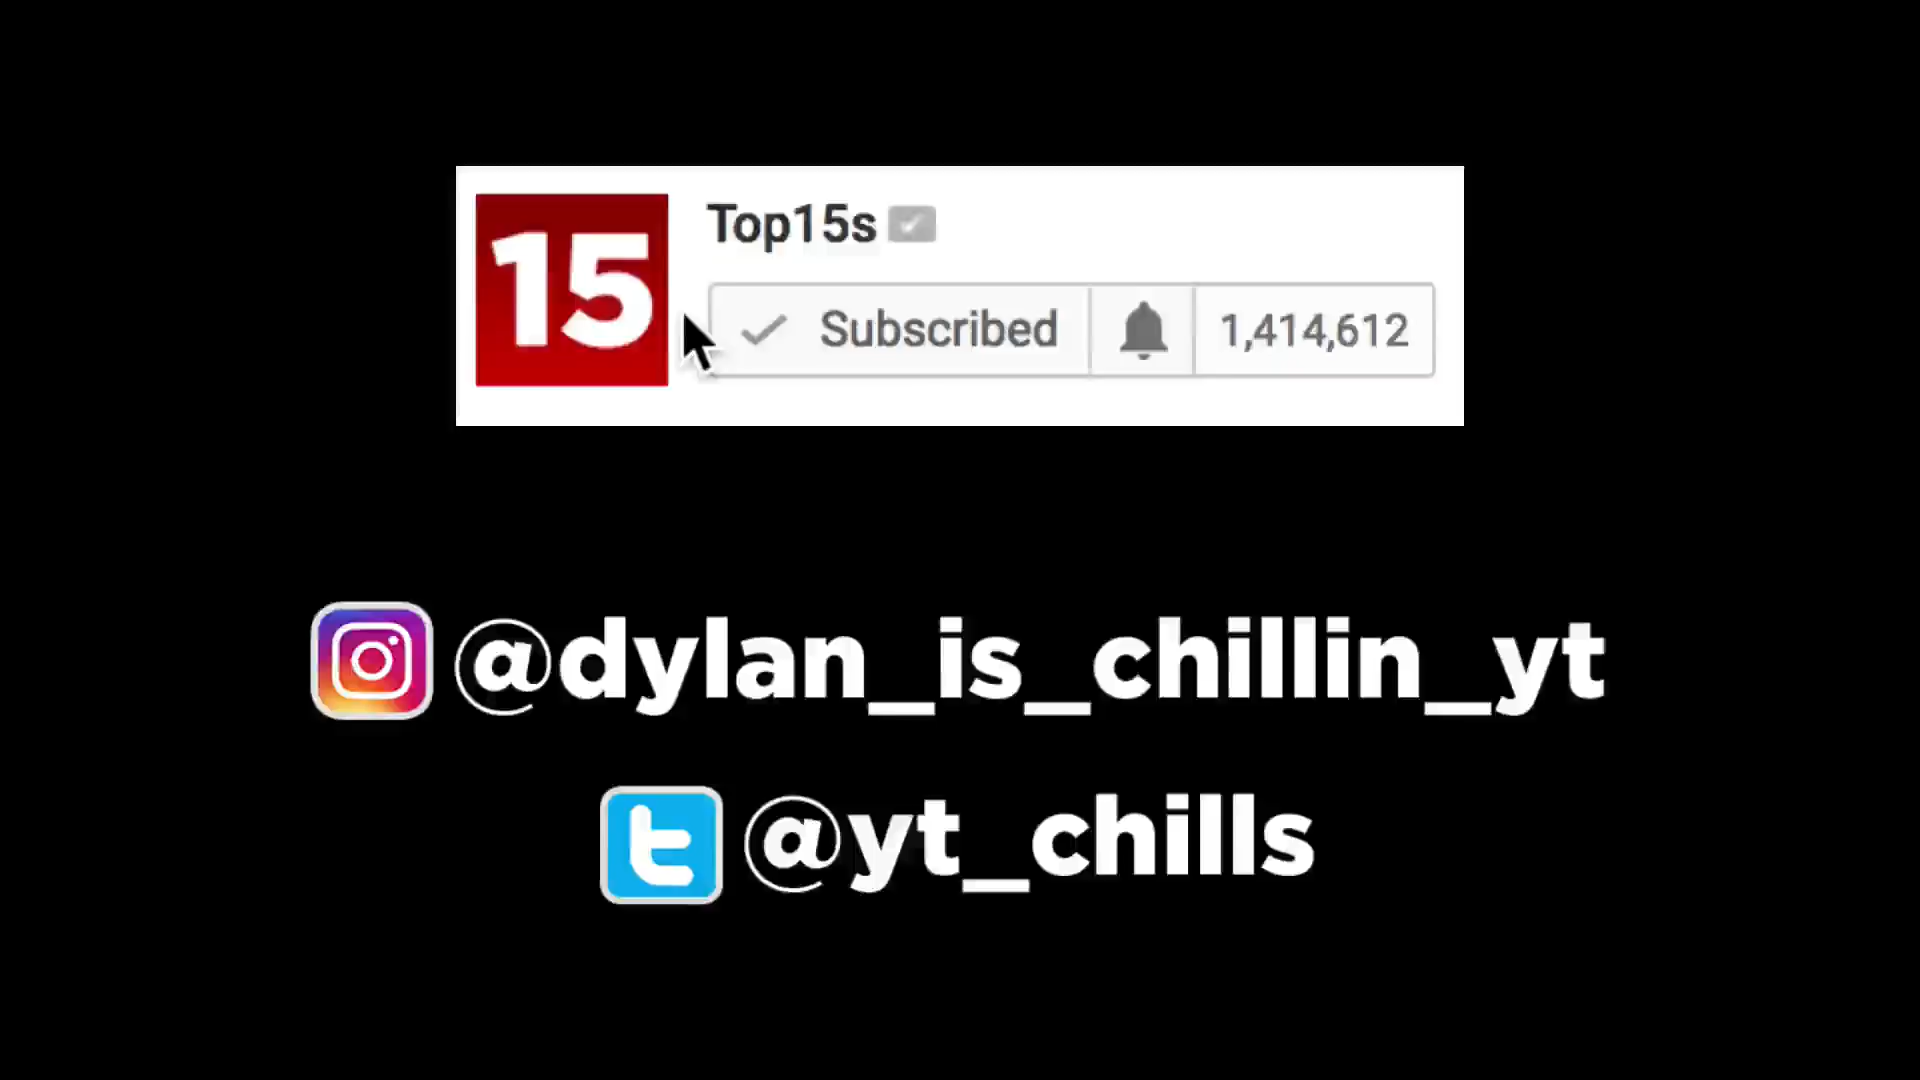 15
Top15s
Subscribed
1,414,612
@dylan_is_chillin_yt
@yt_chills